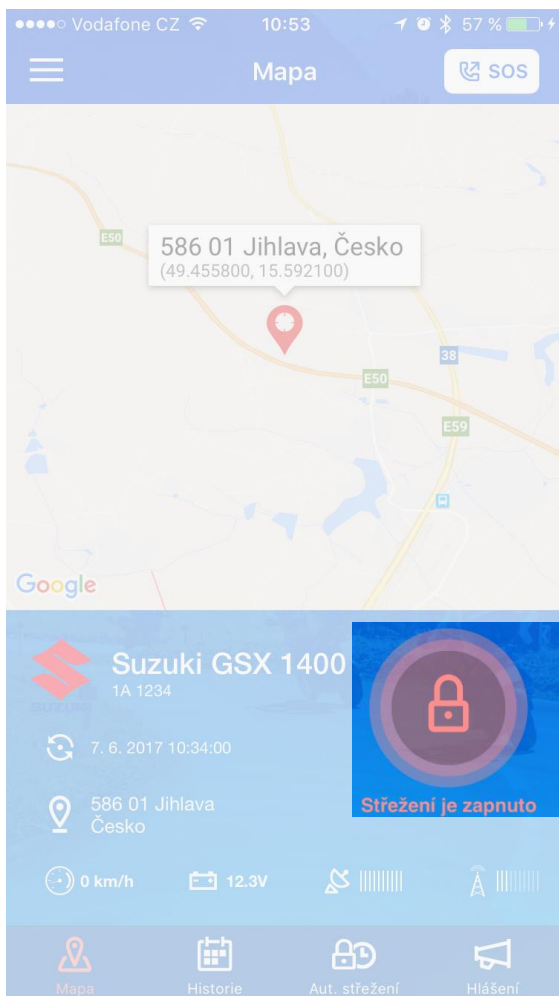 Vodafone CZ 10:53 57 %
Mapa SOS
E50
586 01 Jihlava, Česko
(49.455800, 15.592100)
38
E50
E59
Google
Suzuki GSX 1400
1A 1234
SUZUKI
7. 6. 2017 10:34:00
586 01 Jihlava
Česko
Střežení je zapnuto
0 km/h 12.3V
Mapa Historie Aut. střežení Hlášení